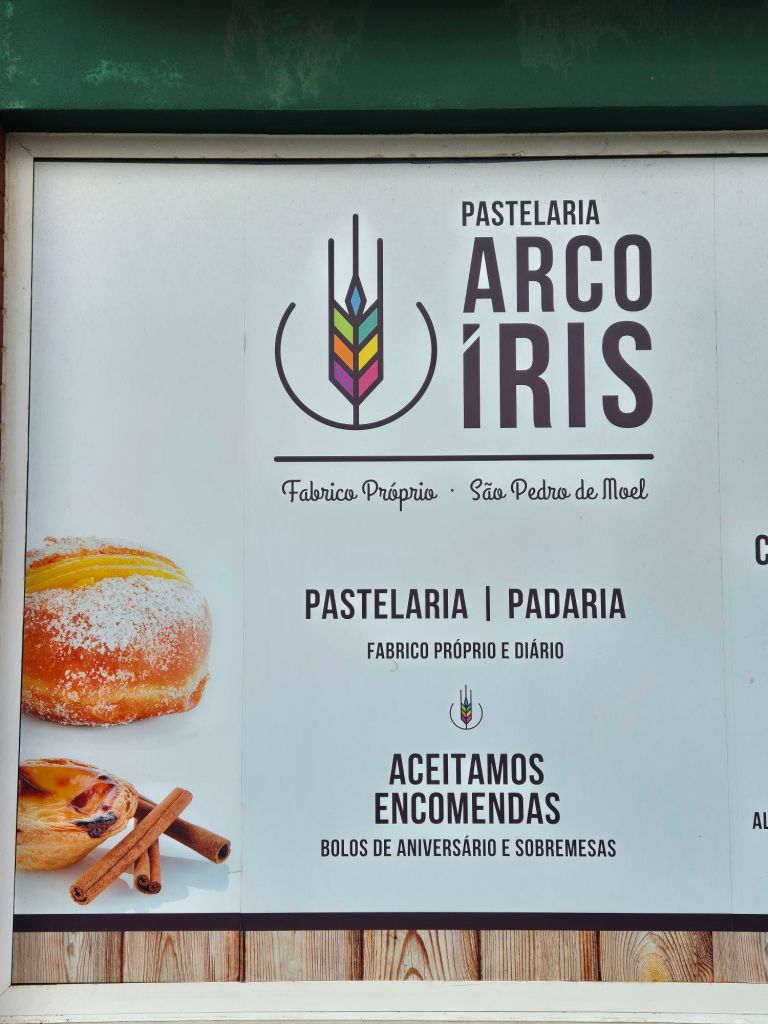 PASTELARIA
ARCO
ÍRIS
Fabrico Próprio · São Pedro de Moel
PASTELARIA | PADARIA
FABRICO PRÓPRIO E DIÁRIO
ACEITAMOS
ENCOMENDAS
BOLOS DE ANIVERSÁRIO E SOBREMESAS